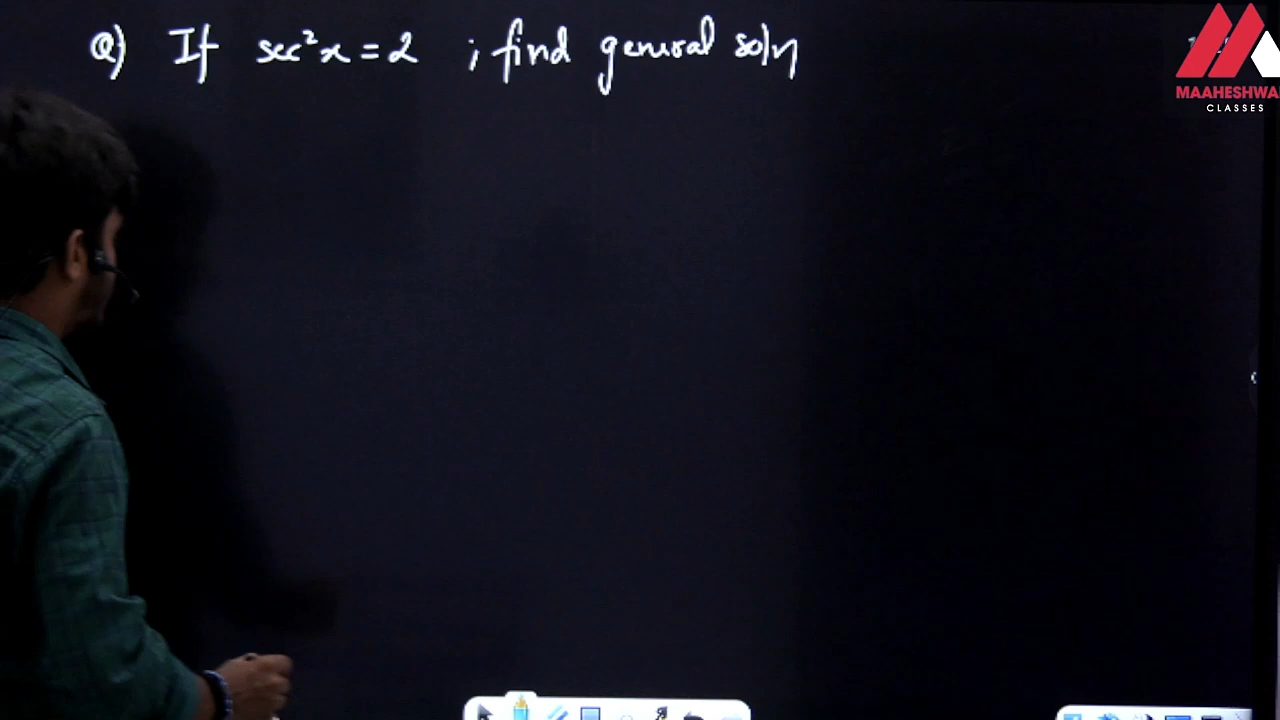 Q) If sec²x = 2 ; find general solⁿ
MAAHESHWA
CLASSES